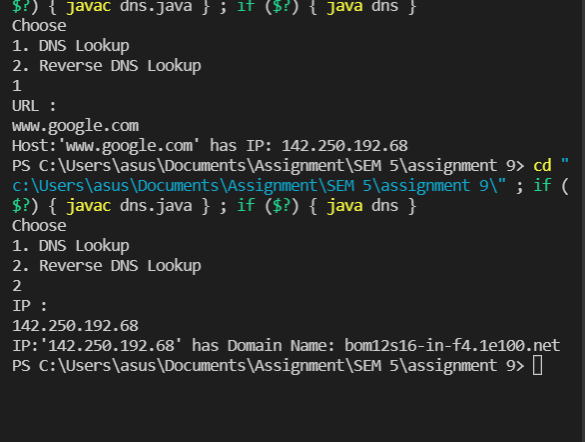 $?) { javac dns.java } ; if ($?) { java dns }
Choose
1. DNS Lookup
2. Reverse DNS Lookup
1
URL :
www.google.com
Host:'www.google.com' has IP: 142.250.192.68
PS C:\Users\asus\Documents\Assignment\SEM 5\assignment 9> cd "
c:\Users\asus\Documents\Assignment\SEM 5\assignment 9\" ; if (
$?) { javac dns.java } ; if ($?) { java dns }
Choose
1. DNS Lookup
2. Reverse DNS Lookup
2
IP :
142.250.192.68
IP:'142.250.192.68' has Domain Name: bom12s16-in-f4.1e100.net
PS C:\Users\asus\Documents\Assignment\SEM 5\assignment 9>